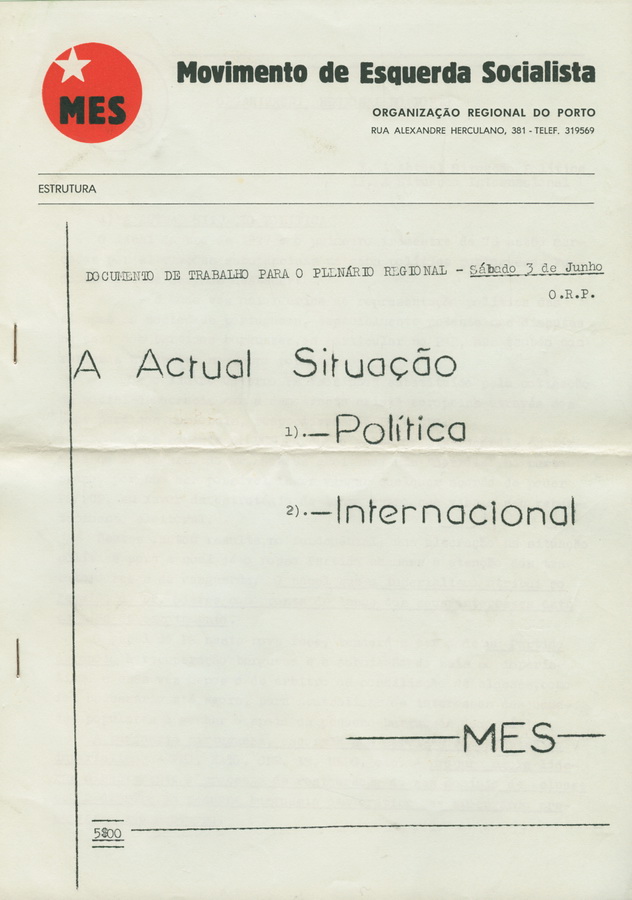 MES
Movimento de Esquerda Socialista
ORGANIZAÇÃO REGIONAL DO PORTO
RUA ALEXANDRE HERCULANO, 381 - TELEF. 319569
ESTRUTURA
DOCUMENTO DE TRABALHO PARA O PLENÁRIO REGIONAL - Sábado 3 de Junho
O.R.P.
A Actual Situação
1).—Política
2).—Internacional
MES
5$00